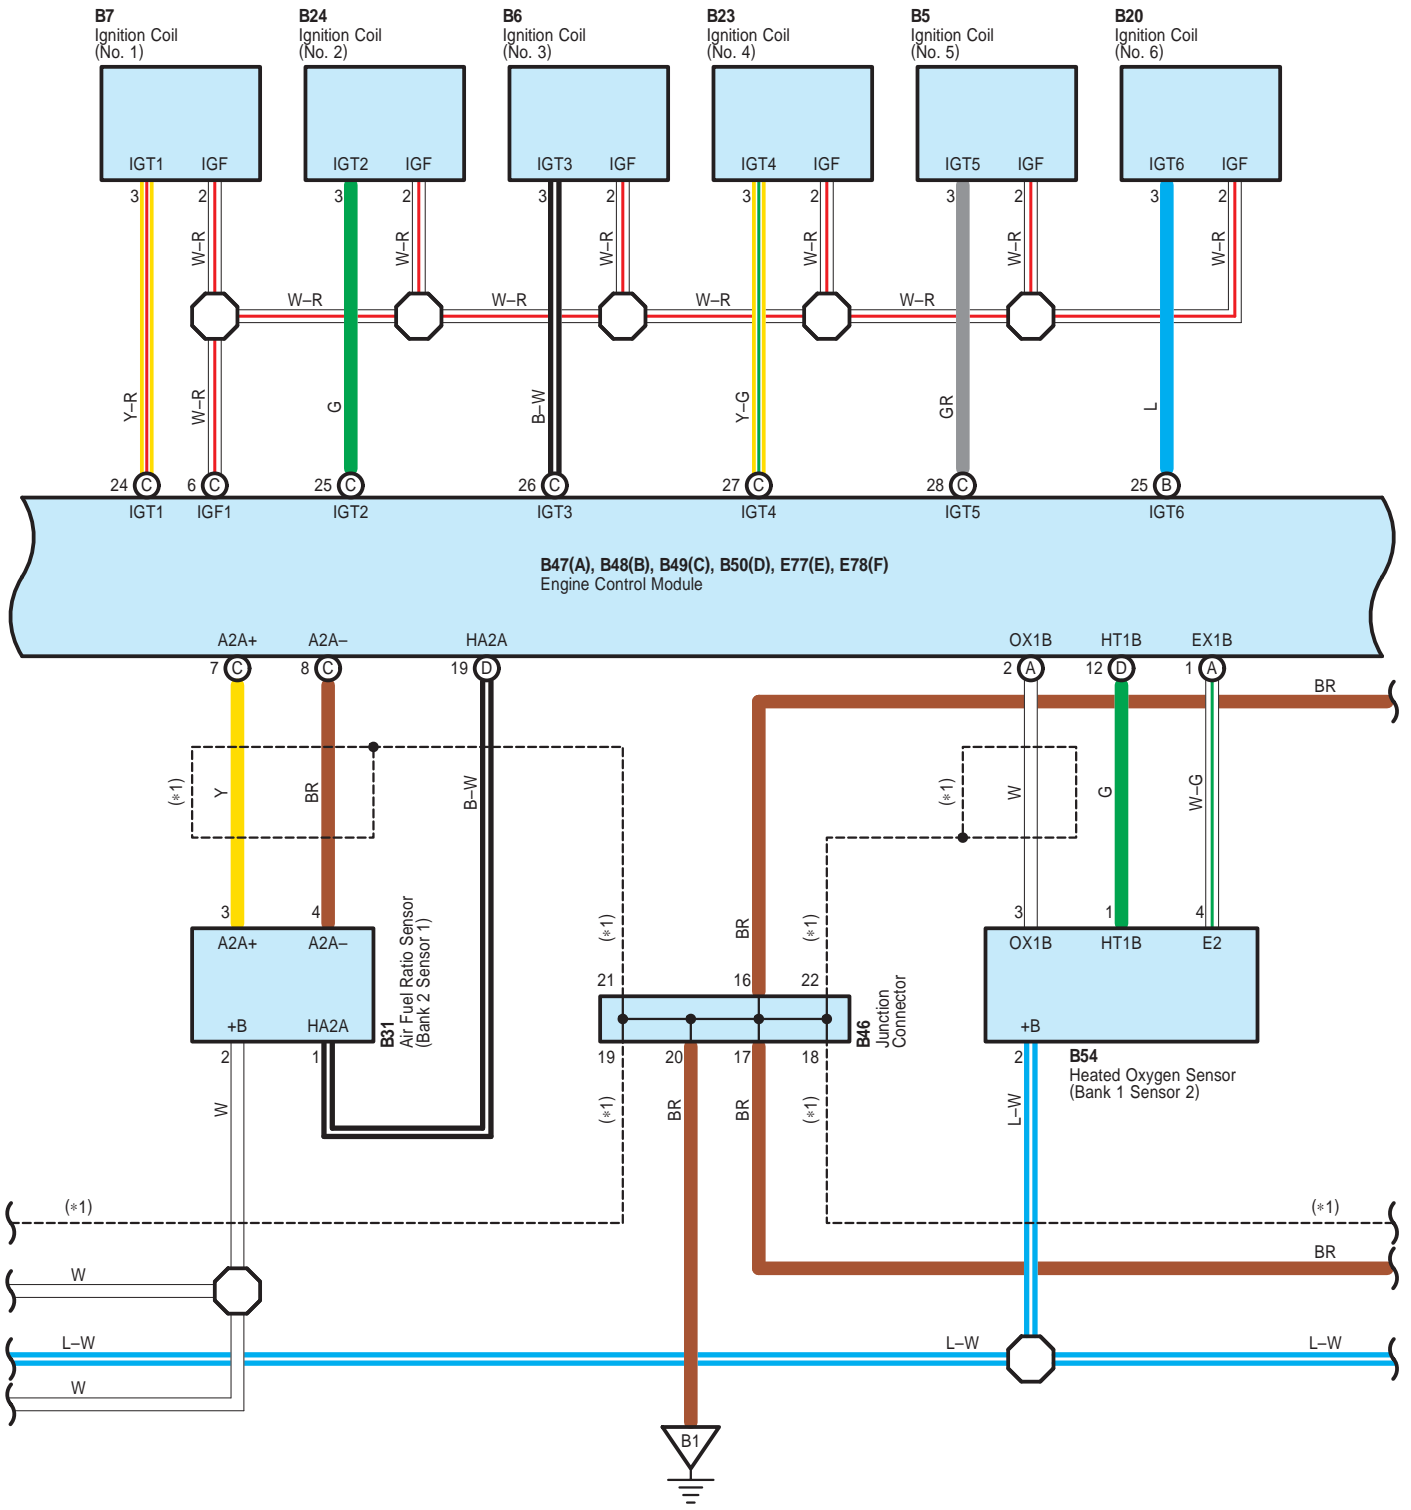 B7
Ignition Coil
(No. 1)
B24
Ignition Coil
(No. 2)
B6
Ignition Coil
(No. 3)
B23
Ignition Coil
(No. 4)
B5
Ignition Coil
(No. 5)
B20
Ignition Coil
(No. 6)
IGT1 IGF IGT2 IGF IGT3 IGF IGT4 IGF IGT5 IGF IGT6 IGF
3 2 3 2 3 2 3 2 3 2 3 2
W–R W–R W–R W–R W–R W–R
W–R W–R W–R W–R
Y–R W–R G B–W Y–G GR L
24 C 6 C 25 C 26 C 27 C 28 C 25 B
IGT1 IGF1 IGT2 IGT3 IGT4 IGT5 IGT6
B47(A), B48(B), B49(C), B50(D), E77(E), E78(F)
Engine Control Module
A2A+ A2A– HA2A OX1B HT1B EX1B
7 C 8 C 19 D 2 A 12 D 1 A
BR
(*1) Y BR B–W (*1) W G W–G
3 4 (*1) BR (*1) 3 1 4
A2A+ A2A– OX1B HT1B E2
B31
Air Fuel Ratio Sensor
(Bank 2 Sensor 1)
21 16 22
+B HA2A +B
B46
Junction
Connector
2 1 19 20 17 18 2
B54
Heated Oxygen Sensor
(Bank 1 Sensor 2)
W (*1) BR BR (*1) L–W
(*1) (*1)
BR
W
L–W L–W L–W
W
B1